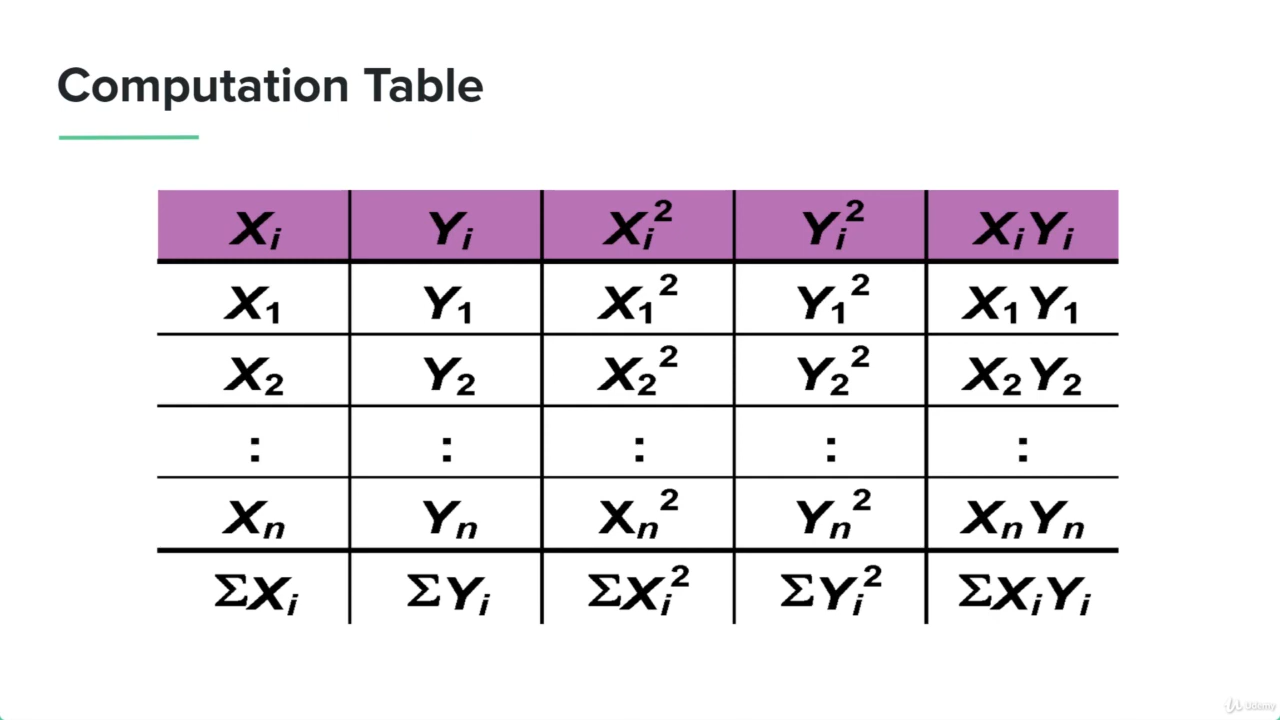 Computation Table
Xᵢ Yᵢ Xᵢ² Yᵢ² XᵢYᵢ
X₁ Y₁ X₁² Y₁² X₁Y₁
X₂ Y₂ X₂² Y₂² X₂Y₂
: : : : :
Xₙ Yₙ Xₙ² Yₙ² XₙYₙ
ΣXᵢ ΣYᵢ ΣXᵢ² ΣYᵢ² ΣXᵢYᵢ
Udemy